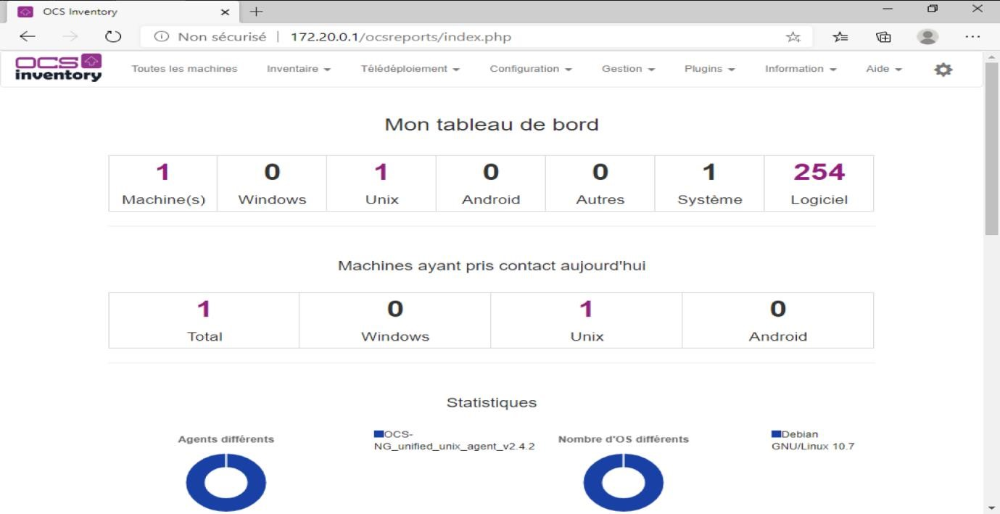 OCS Inventory
Non sécurisé | 172.20.0.1/ocsreports/index.php
OCS inventory
Toutes les machines Inventaire Télédéploiement Configuration Gestion Plugins Information Aide
Mon tableau de bord
1 0 1 0 0 1 254
Machine(s) Windows Unix Android Autres Système Logiciel
Machines ayant pris contact aujourd'hui
1 0 1 0
Total Windows Unix Android
Statistiques
Agents différents
OCS-
NG_unified_unix_agent_v2.4.2
Nombre d'OS différents
Debian
GNU/Linux 10.7